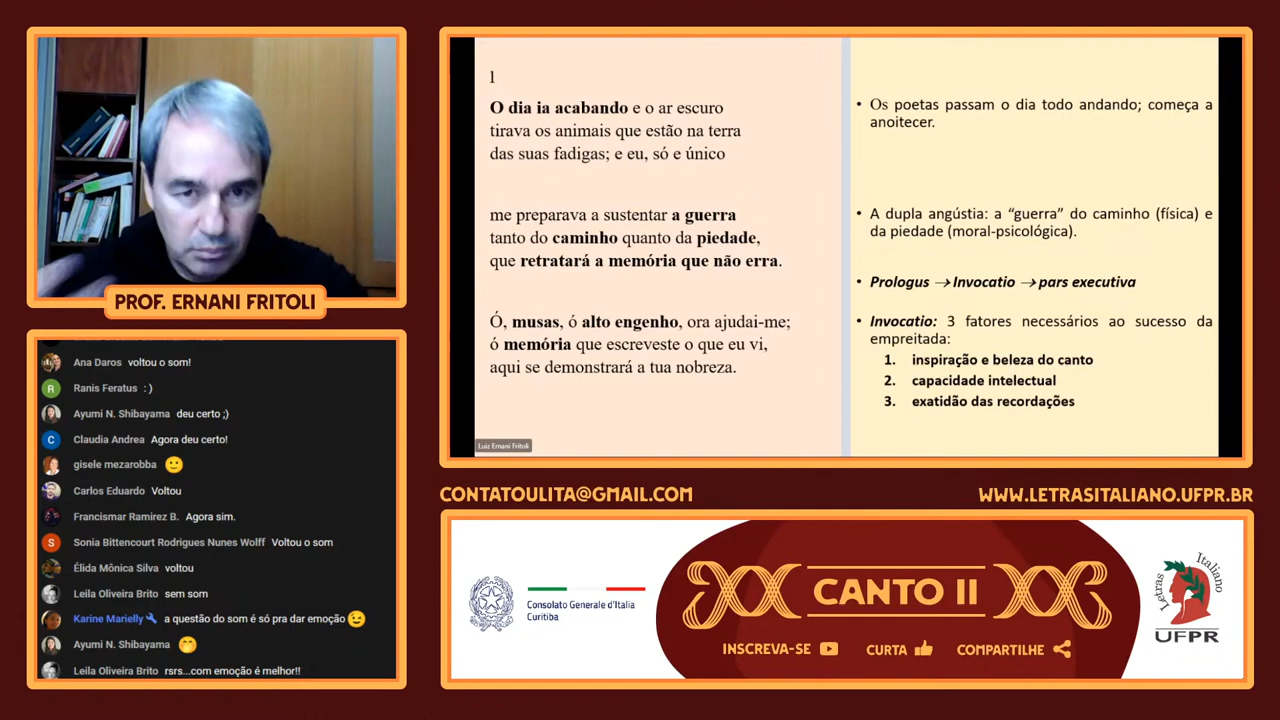 PROF. ERNANI FRITOLI
Ana Daros voltou o som!
Ranis Feratus : )
Ayumi N. Shibayama deu certo ;)
Claudia Andrea Agora deu certo!
gisele mezarobba
Carlos Eduardo Voltou
Francismar Ramirez B. Agora sim.
Sonia Bittencourt Rodrigues Nunes Wolff Voltou o som
Élida Mônica Silva voltou
Leila Oliveira Brito sem som
Karine Marielly a questão do som é só pra dar emoção
Ayumi N. Shibayama
Leila Oliveira Brito rsrs...com emoção é melhor!!
1
O dia ia acabando e o ar escuro
tirava os animais que estão na terra
das suas fadigas; e eu, só e único
me preparava a sustentar a guerra
tanto do caminho quanto da piedade,
que retratará a memória que não erra.
Ó, musas, ó alto engenho, ora ajudai-me;
ó memória que escreveste o que eu vi,
aqui se demonstrará a tua nobreza.
Luiz Ernani Fritoli
• Os poetas passam o dia todo andando; começa a
anoitecer.
• A dupla angústia: a “guerra” do caminho (física) e
da piedade (moral-psicológica).
• Prologus → Invocatio → pars executiva
• Invocatio: 3 fatores necessários ao sucesso da
empreitada:
1. inspiração e beleza do canto
2. capacidade intelectual
3. exatidão das recordações
CONTATOULITA@GMAIL.COM
WWW.LETRASITALIANO.UFPR.BR
Consolato Generale d'Italia
Curitiba
CANTO II
INSCREVA-SE
CURTA
COMPARTILHE
Letras Italiano
UFPR